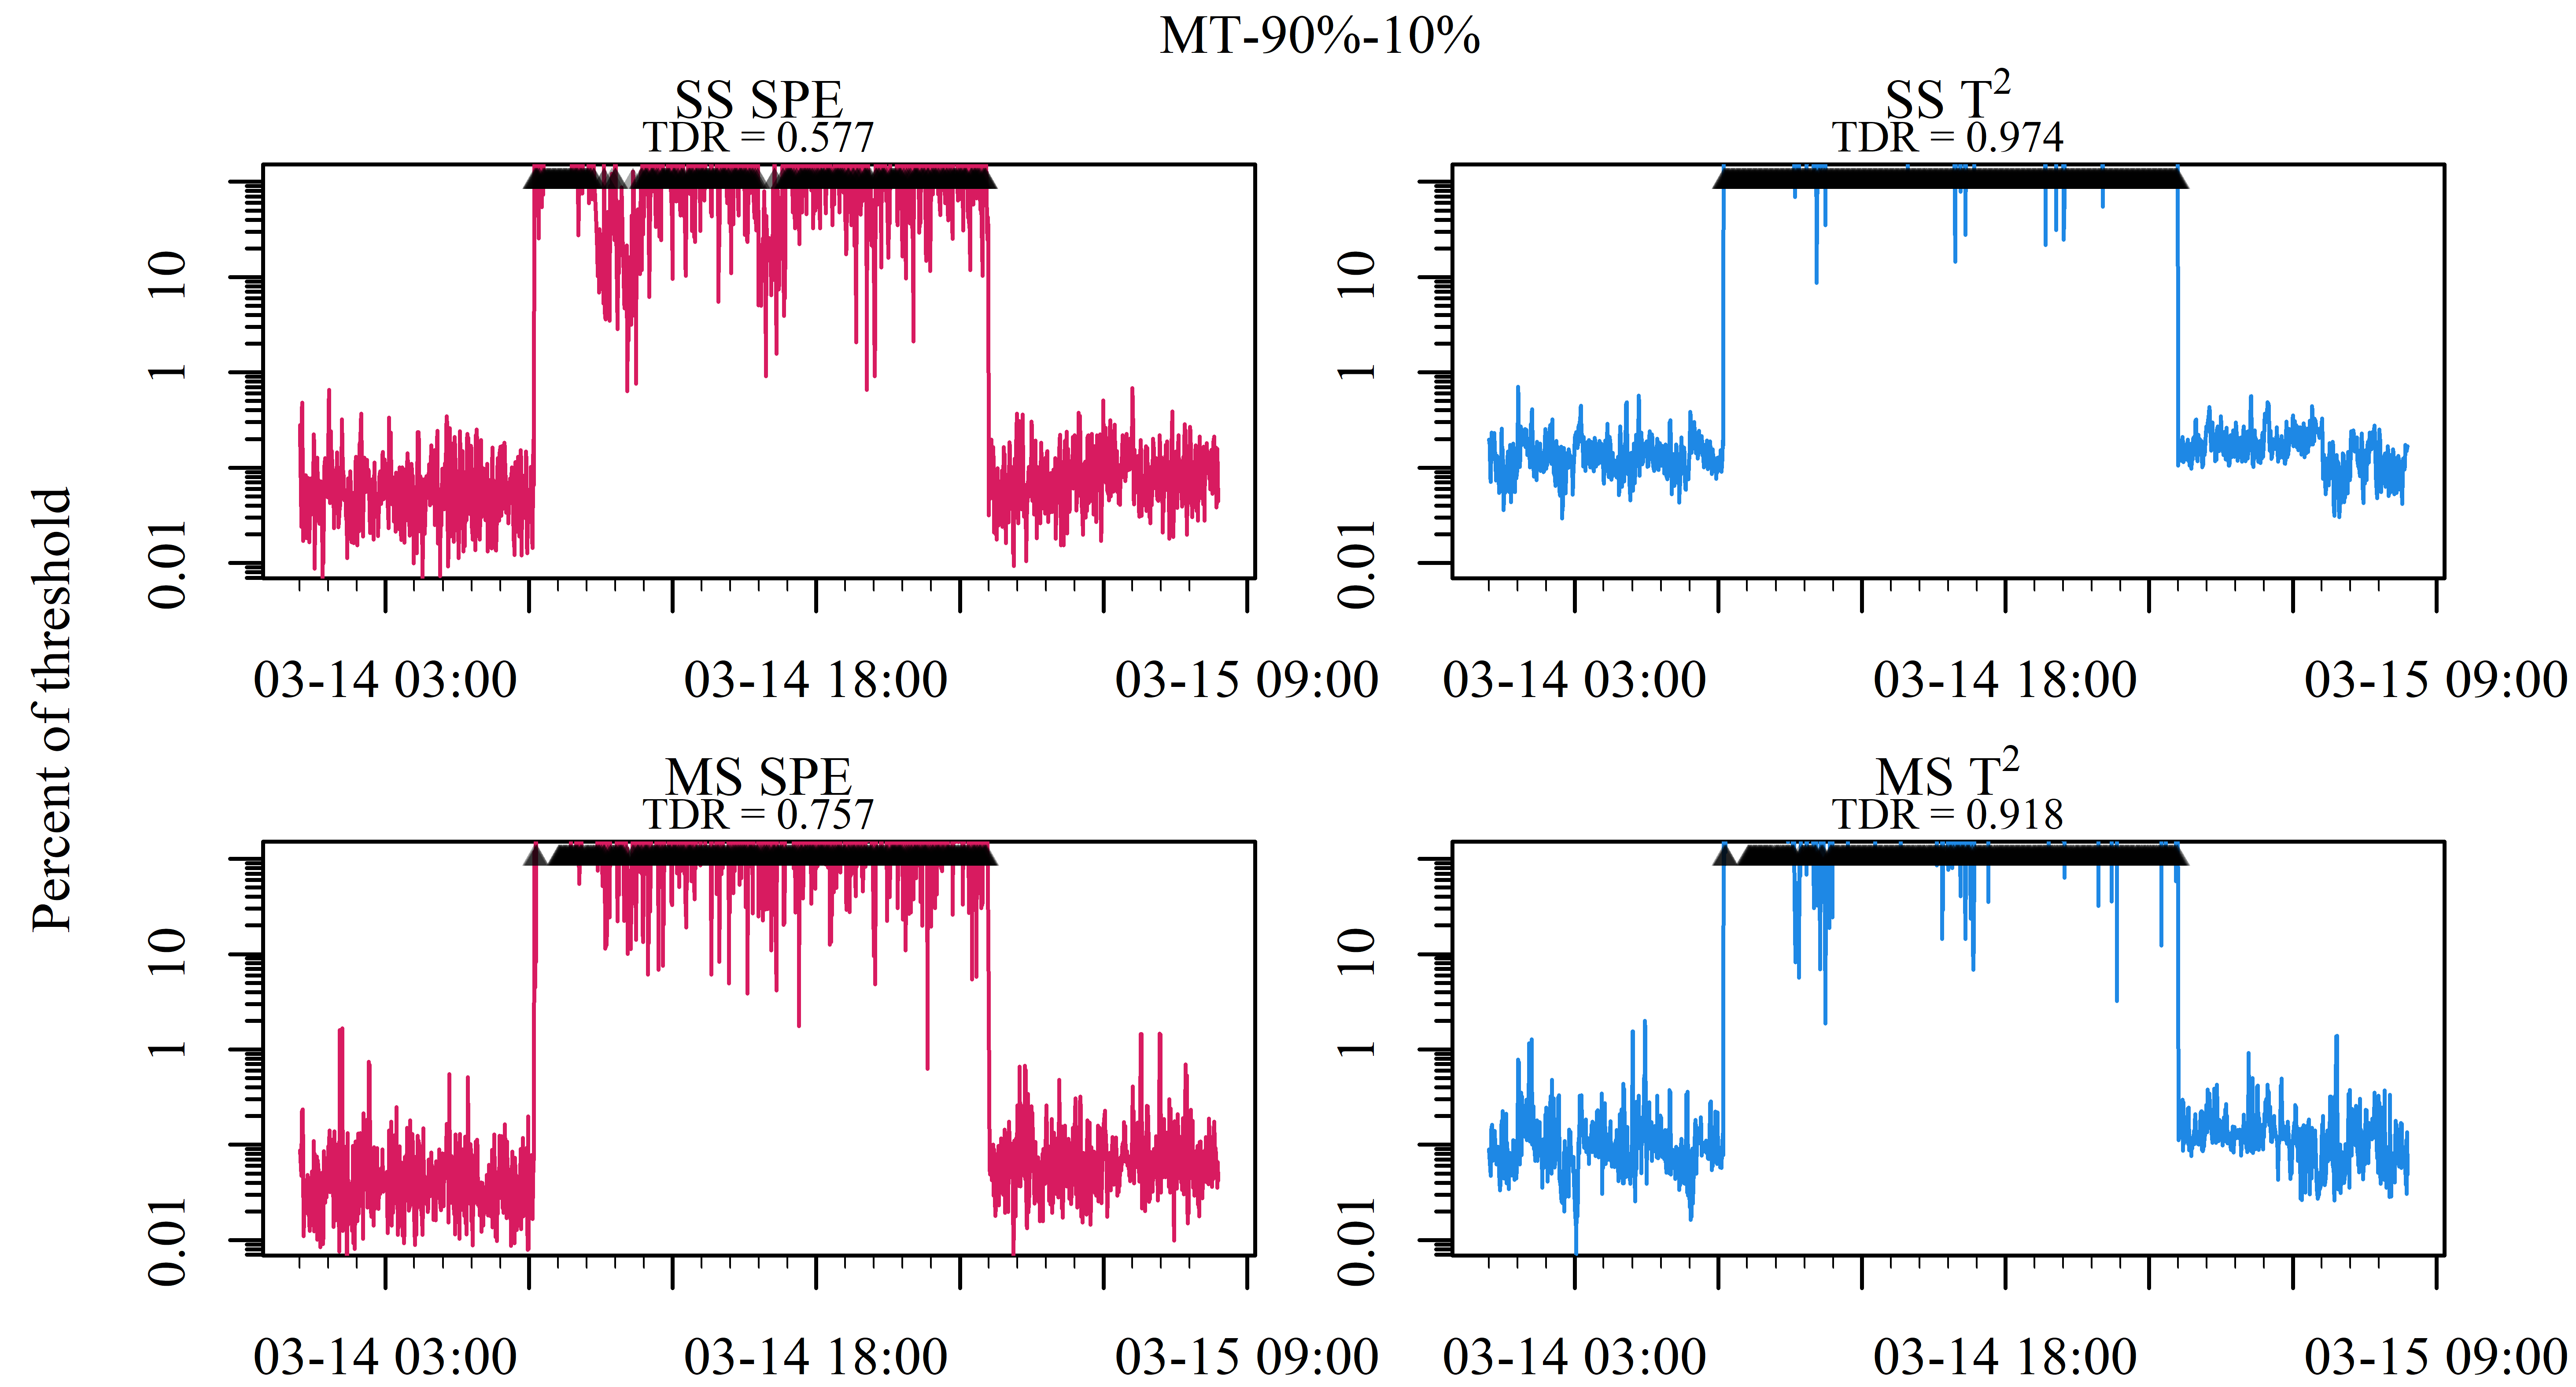 MT-90%-10%
SS SPE
TDR = 0.577
SS T²
TDR = 0.974
Percent of threshold
10
1
0.01
10
1
0.01
03-14 03:00
03-14 18:00
03-15 09:00
03-14 03:00
03-14 18:00
03-15 09:00
MS SPE
TDR = 0.757
MS T²
TDR = 0.918
10
1
0.01
10
1
0.01
03-14 03:00
03-14 18:00
03-15 09:00
03-14 03:00
03-14 18:00
03-15 09:00